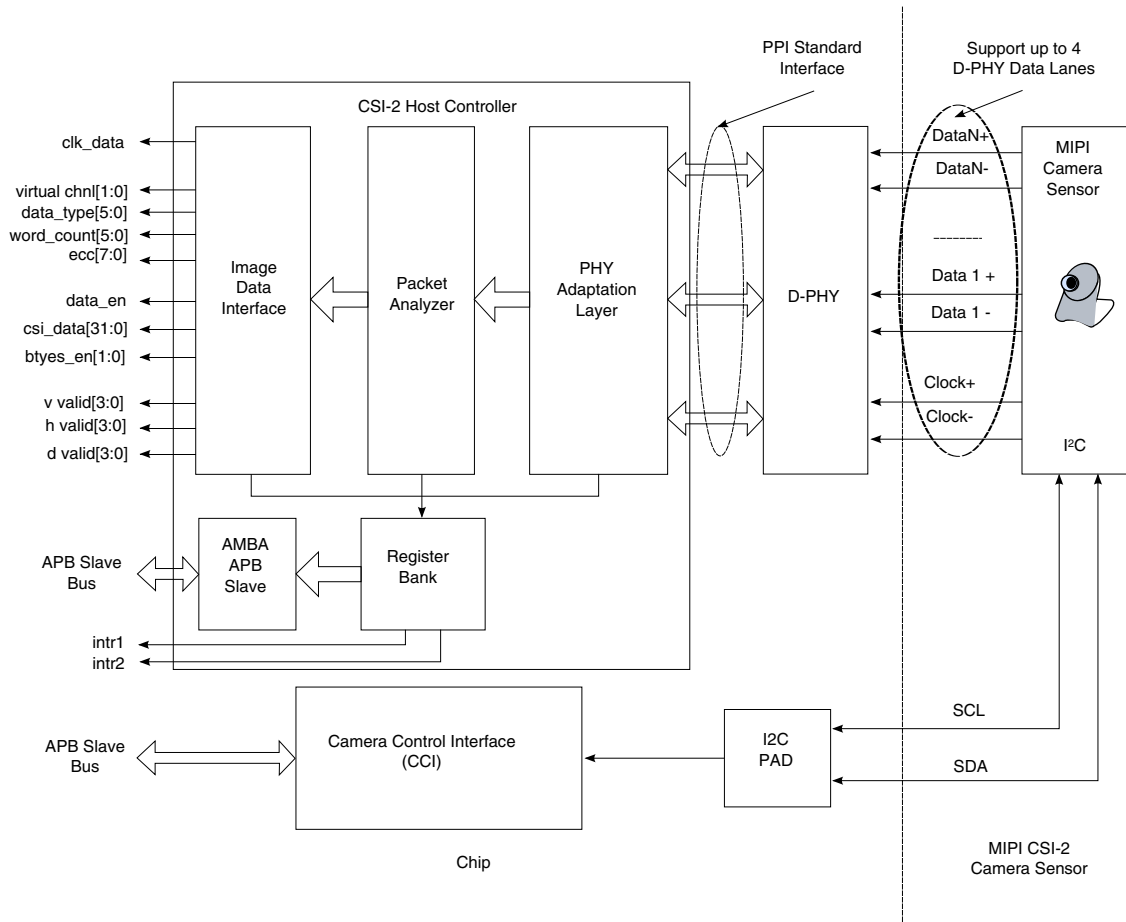 PPI Standard
Interface
Support up to 4
D-PHY Data Lanes
CSI-2 Host Controller
clk_data
virtual chnl[1:0]
data_type[5:0]
word_count[5:0]
ecc[7:0]
data_en
csi_data[31:0]
btyes_en[1:0]
v valid[3:0]
h valid[3:0]
d valid[3:0]
Image
Data
Interface
Packet
Analyzer
PHY
Adaptation
Layer
D-PHY
DataN+
DataN-
Data 1 +
Data 1 -
Clock+
Clock-
MIPI
Camera
Sensor
I²C
APB Slave
Bus
AMBA
APB
Slave
Register
Bank
intr1
intr2
APB Slave
Bus
Camera Control Interface
(CCI)
I2C
PAD
SCL
SDA
Chip
MIPI CSI-2
Camera Sensor